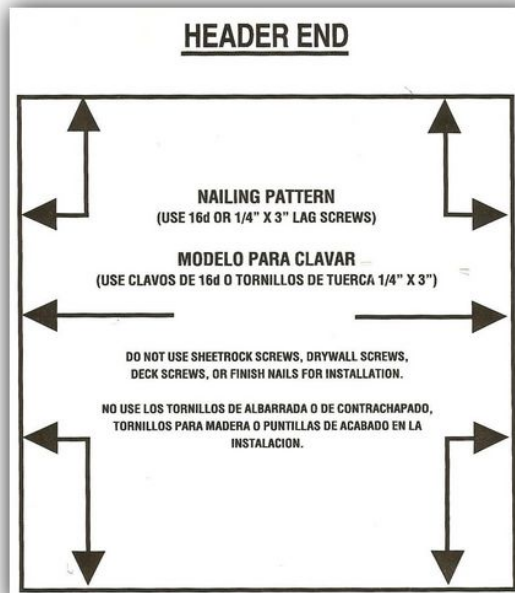 HEADER END
NAILING PATTERN
(USE 16d OR 1/4" X 3" LAG SCREWS)
MODELO PARA CLAVAR
(USE CLAVOS DE 16d O TORNILLOS DE TUERCA 1/4" X 3")
DO NOT USE SHEETROCK SCREWS, DRYWALL SCREWS,
DECK SCREWS, OR FINISH NAILS FOR INSTALLATION.
NO USE LOS TORNILLOS DE ALBARRADA O DE CONTRACHAPADO,
TORNILLOS PARA MADERA O PUNTILLAS DE ACABADO EN LA
INSTALACION.